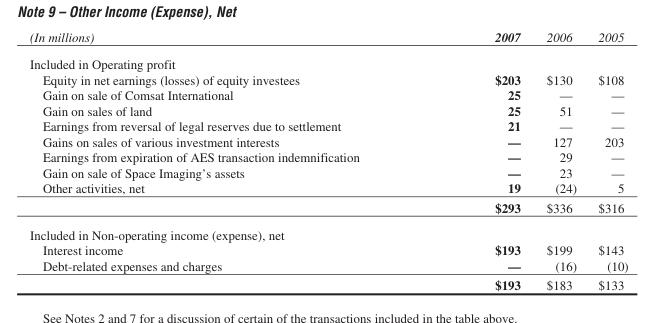 Note 9 – Other Income (Expense), Net
(In millions) 2007 2006 2005
Included in Operating profit
Equity in net earnings (losses) of equity investees $203 $130 $108
Gain on sale of Comsat International 25 — —
Gain on sales of land 25 51 —
Earnings from reversal of legal reserves due to settlement 21 — —
Gains on sales of various investment interests — 127 203
Earnings from expiration of AES transaction indemnification — 29 —
Gain on sale of Space Imaging’s assets — 23 —
Other activities, net 19 (24) 5
$293 $336 $316
Included in Non-operating income (expense), net
Interest income $193 $199 $143
Debt-related expenses and charges — (16) (10)
$193 $183 $133
See Notes 2 and 7 for a discussion of certain of the transactions included in the table above.